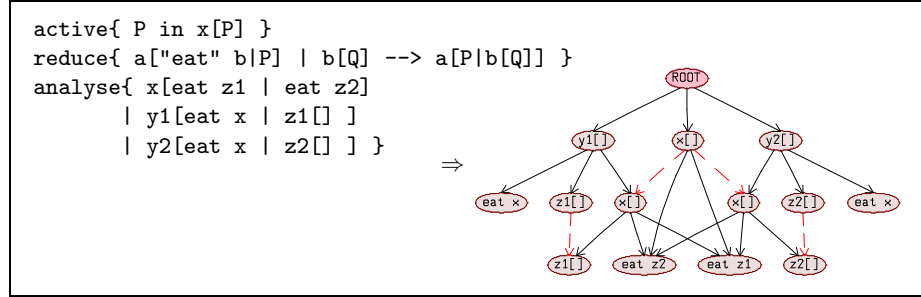 active{ P in x[P] }
reduce{ a["eat" b|P] | b[Q] --> a[P|b[Q]] }
analyse{ x[eat z1 | eat z2]
| y1[eat x | z1[] ]
| y2[eat x | z2[] ] }
⇒
ROOT
y1[] x[] y2[]
eat x z1[] x[] x[] z2[] eat x
z1[] eat z2 eat z1 z2[]